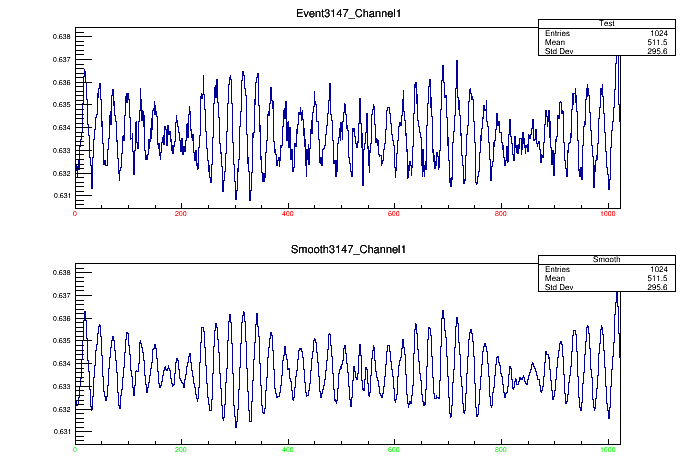 Event3147_Channel1
Test
Entries 1024
Mean 511.5
Std Dev 295.6
0.638
0.637
0.636
0.635
0.634
0.633
0.632
0.631
0 200 400 600 800 1000
Smooth3147_Channel1
Smooth
Entries 1024
Mean 511.5
Std Dev 295.6
0.638
0.637
0.636
0.635
0.634
0.633
0.632
0.631
0 200 400 600 800 1000